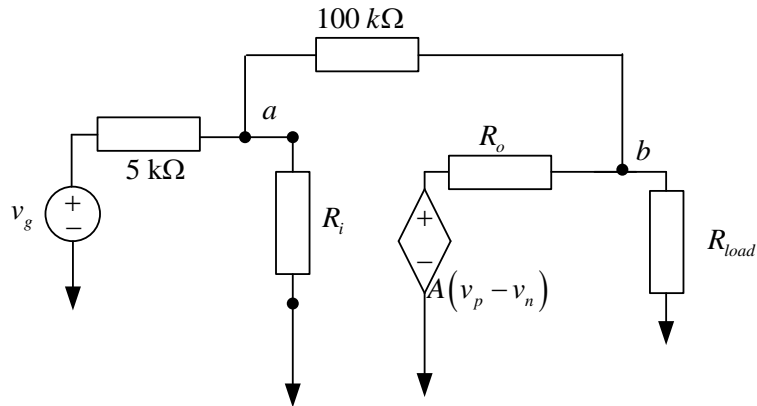 100 kΩ
a
R_o
b
5 kΩ
v_g
+
−
R_i
+
−
R_load
A(v_p − v_n)